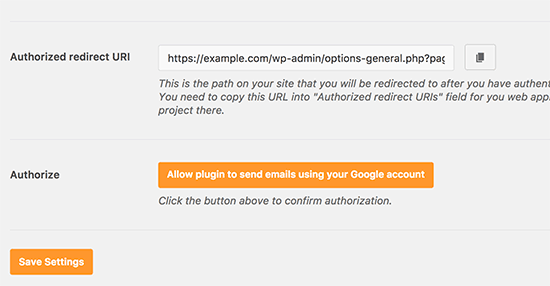 Authorized redirect URI
https://example.com/wp-admin/options-general.php?pag
This is the path on your site that you will be redirected to after you have authent
You need to copy this URL into "Authorized redirect URIs" field for you web appl
project there.
Authorize
Allow plugin to send emails using your Google account
Click the button above to confirm authorization.
Save Settings